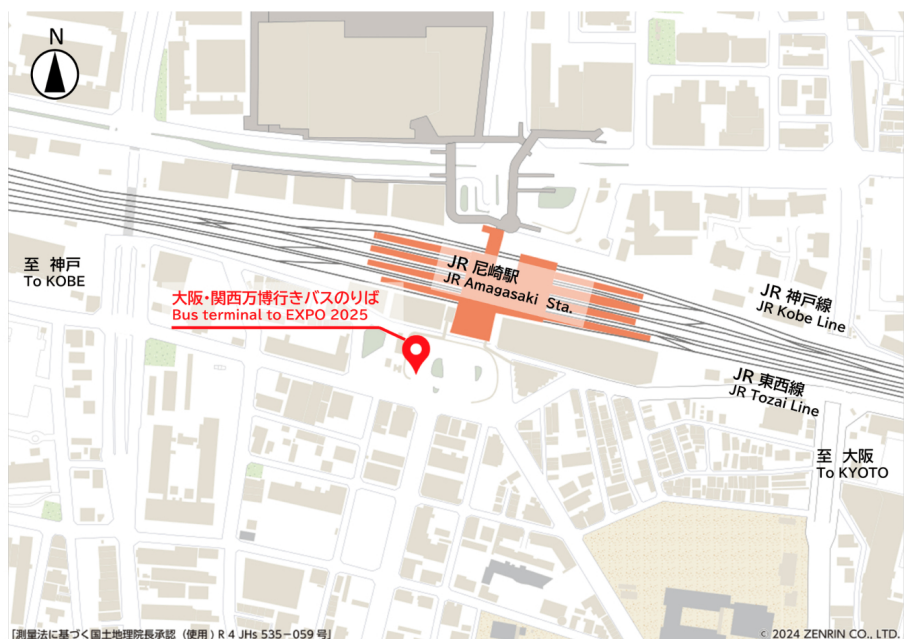 N
至 神戸
To KOBE
大阪・関西万博行きバスのりば
Bus terminal to EXPO 2025
JR 尼崎駅
JR Amagasaki Sta.
JR 神戸線
JR Kobe Line
JR 東西線
JR Tozai Line
至 大阪
To KYOTO
[測量法に基づく国土地理院長承認（使用）R 4 JHs 535-059 号]
© 2024 ZENRIN CO., LTD.